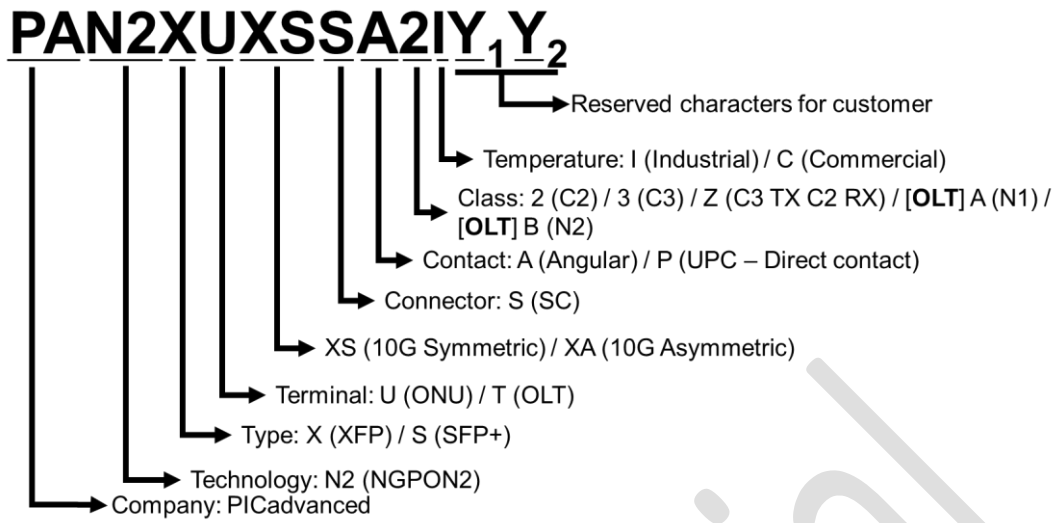 PAN2XUXSSA2IY₁Y₂
Reserved characters for customer
Temperature: I (Industrial) / C (Commercial)
Class: 2 (C2) / 3 (C3) / Z (C3 TX C2 RX) / [OLT] A (N1) /
[OLT] B (N2)
Contact: A (Angular) / P (UPC – Direct contact)
Connector: S (SC)
XS (10G Symmetric) / XA (10G Asymmetric)
Terminal: U (ONU) / T (OLT)
Type: X (XFP) / S (SFP+)
Technology: N2 (NGPON2)
Company: PICadvanced